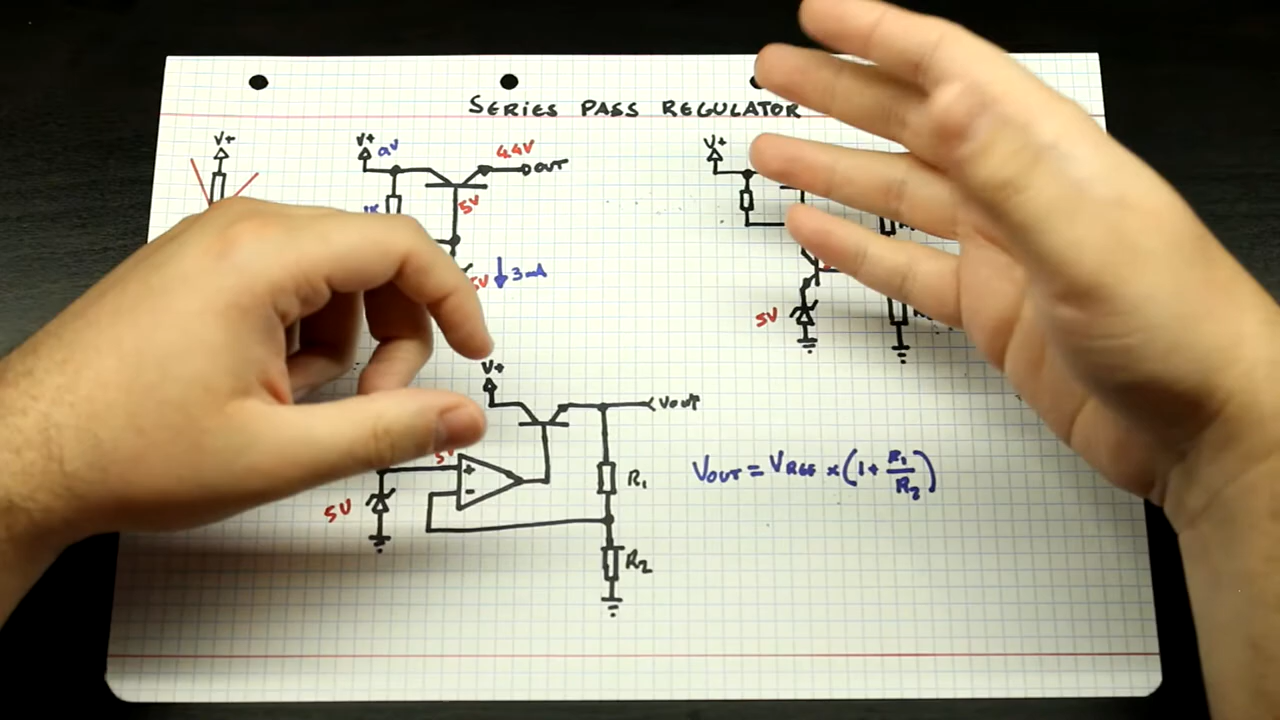 SERIES PASS REGULATOR
V+
V+
9V
4.4V
OUT
5V
3mA
V+
5V
V+
VOUT
5V
5V
R1
R2
VOUT = VREF × (1 + R1/R2)